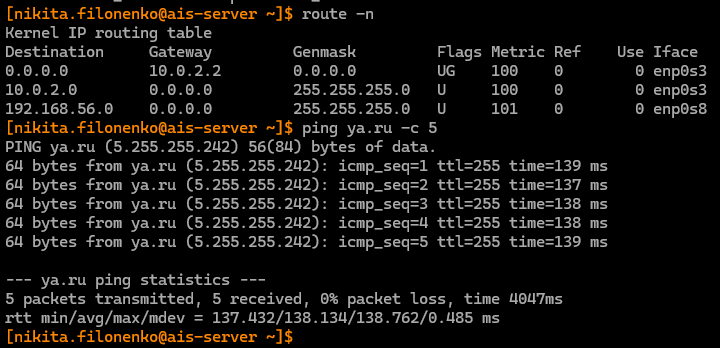 [nikita.filonenko@ais-server ~]$ route -n
Kernel IP routing table
Destination     Gateway         Genmask         Flags Metric Ref    Use Iface
0.0.0.0         10.0.2.2        0.0.0.0         UG    100    0        0 enp0s3
10.0.2.0        0.0.0.0         255.255.255.0   U     100    0        0 enp0s3
192.168.56.0    0.0.0.0         255.255.255.0   U     101    0        0 enp0s8
[nikita.filonenko@ais-server ~]$ ping ya.ru -c 5
PING ya.ru (5.255.255.242) 56(84) bytes of data.
64 bytes from ya.ru (5.255.255.242): icmp_seq=1 ttl=255 time=139 ms
64 bytes from ya.ru (5.255.255.242): icmp_seq=2 ttl=255 time=137 ms
64 bytes from ya.ru (5.255.255.242): icmp_seq=3 ttl=255 time=138 ms
64 bytes from ya.ru (5.255.255.242): icmp_seq=4 ttl=255 time=138 ms
64 bytes from ya.ru (5.255.255.242): icmp_seq=5 ttl=255 time=139 ms

--- ya.ru ping statistics ---
5 packets transmitted, 5 received, 0% packet loss, time 4047ms
rtt min/avg/max/mdev = 137.432/138.134/138.762/0.485 ms
[nikita.filonenko@ais-server ~]$